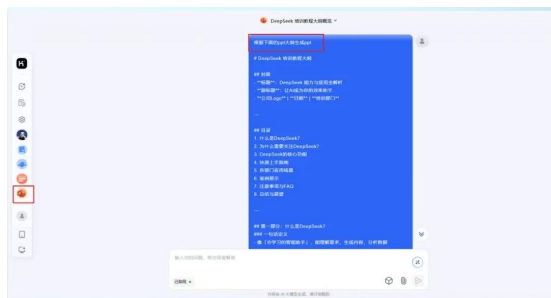 DeepSeek 培训教程大纲概览
根据下面的ppt大纲生成ppt
# DeepSeek 培训教程大纲
## 封面
- **标题**: DeepSeek 能力与应用全解析
- **副标题**: 让AI成为你的效率助手
- **公司Logo** | **日期** | **培训部门**
---
## 目录
1. 什么是DeepSeek?
2. 为什么需要关注DeepSeek?
3. DeepSeek的核心功能
4. 快速上手指南
5. 各部门应用场景
6. 案例展示
7. 注意事项与FAQ
8. 总结与展望
---
## 第一部分: 什么是DeepSeek?
### 一句话定义
K
已联网